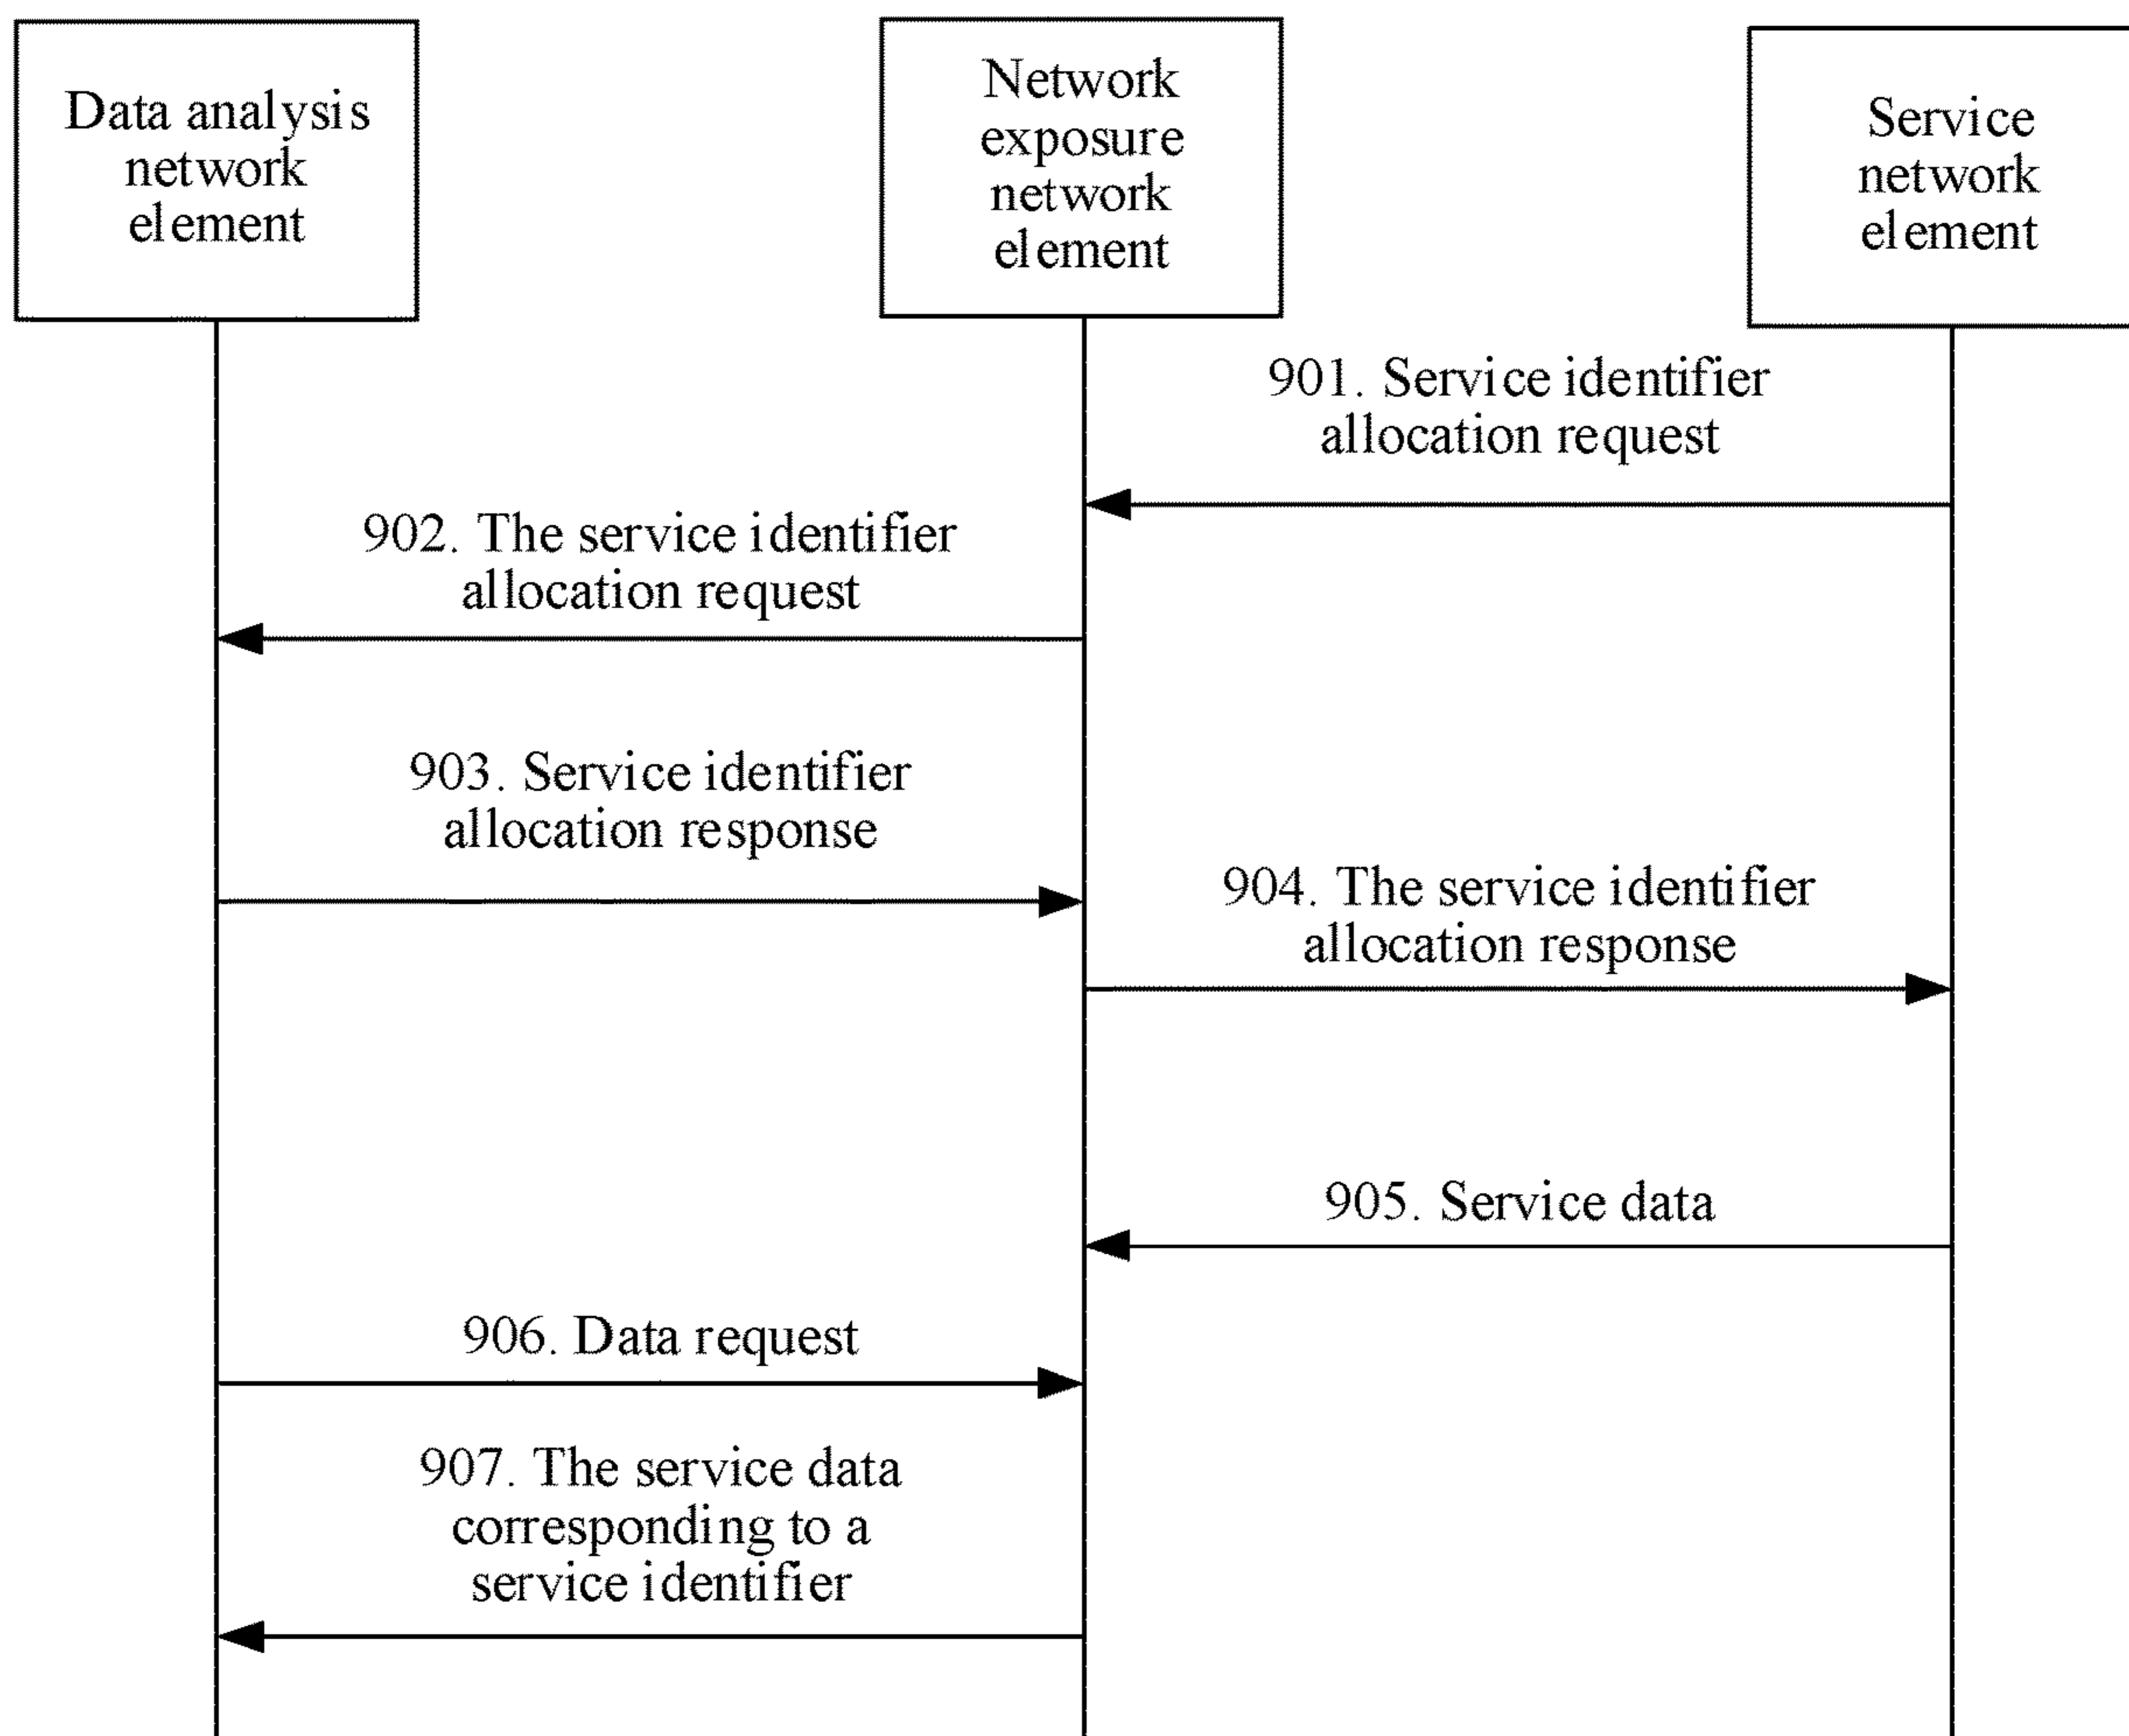 Data analysis
network
element
Network
exposure
network
element
Service
network
element
901. Service identifier
allocation request
902. The service identifier
allocation request
903. Service identifier
allocation response
904. The service identifier
allocation response
905. Service data
906. Data request
907. The service data
corresponding to a
service identifier